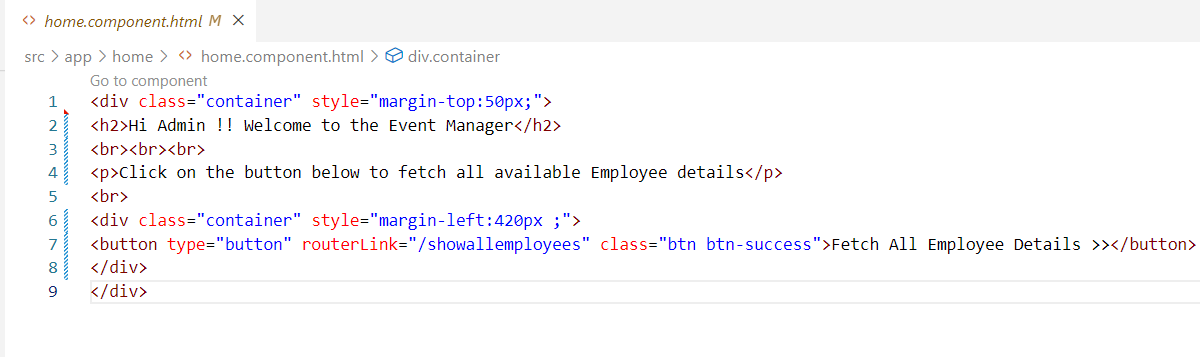 <> home.component.html M ×
src > app > home > <> home.component.html > div.container
Go to component
1 <div class="container" style="margin-top:50px;">
2 <h2>Hi Admin !! Welcome to the Event Manager</h2>
3 <br><br><br>
4 <p>Click on the button below to fetch all available Employee details</p>
5 <br>
6 <div class="container" style="margin-left:420px ;">
7 <button type="button" routerLink="/showallemployees" class="btn btn-success">Fetch All Employee Details >></button>
8 </div>
9 </div>